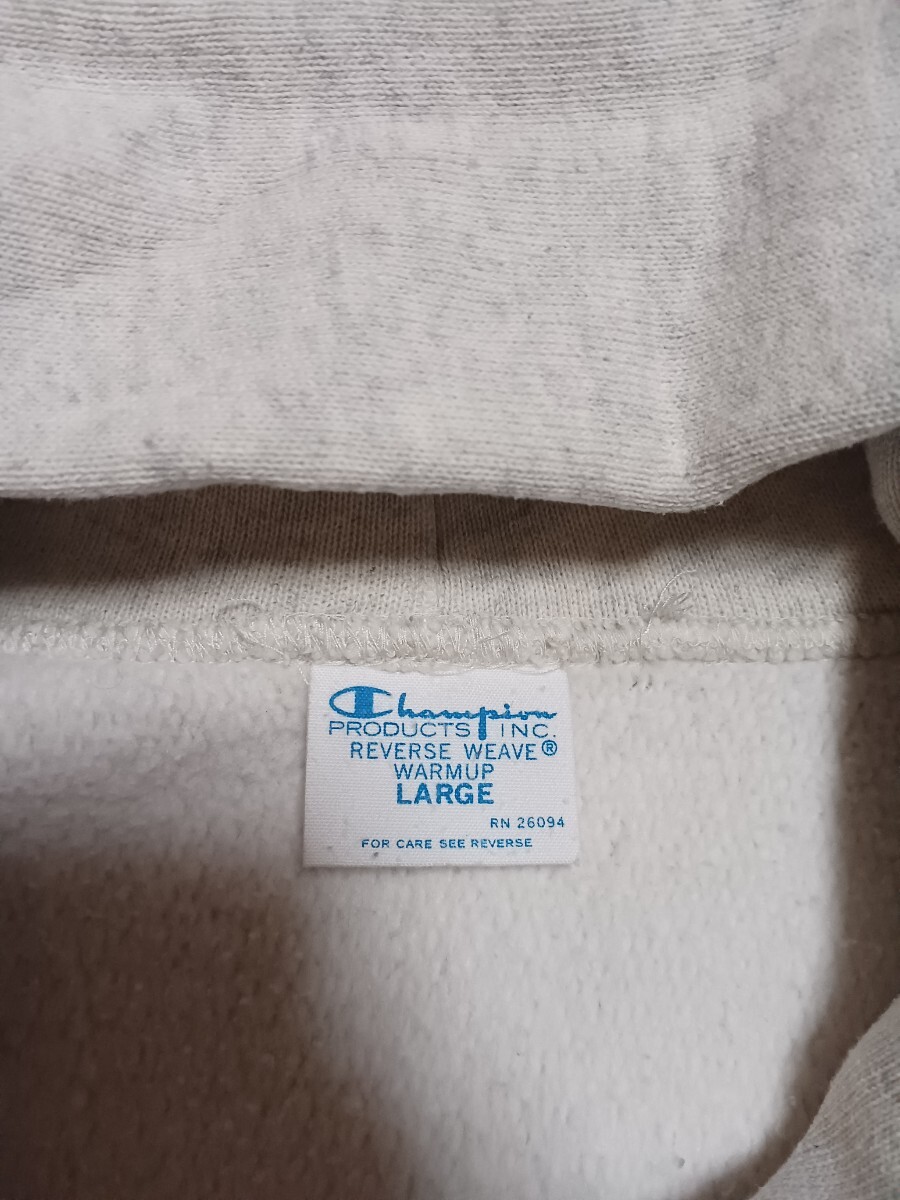 Champion
PRODUCTS INC.
REVERSE WEAVE®
WARMUP
LARGE
RN 26094
FOR CARE SEE REVERSE